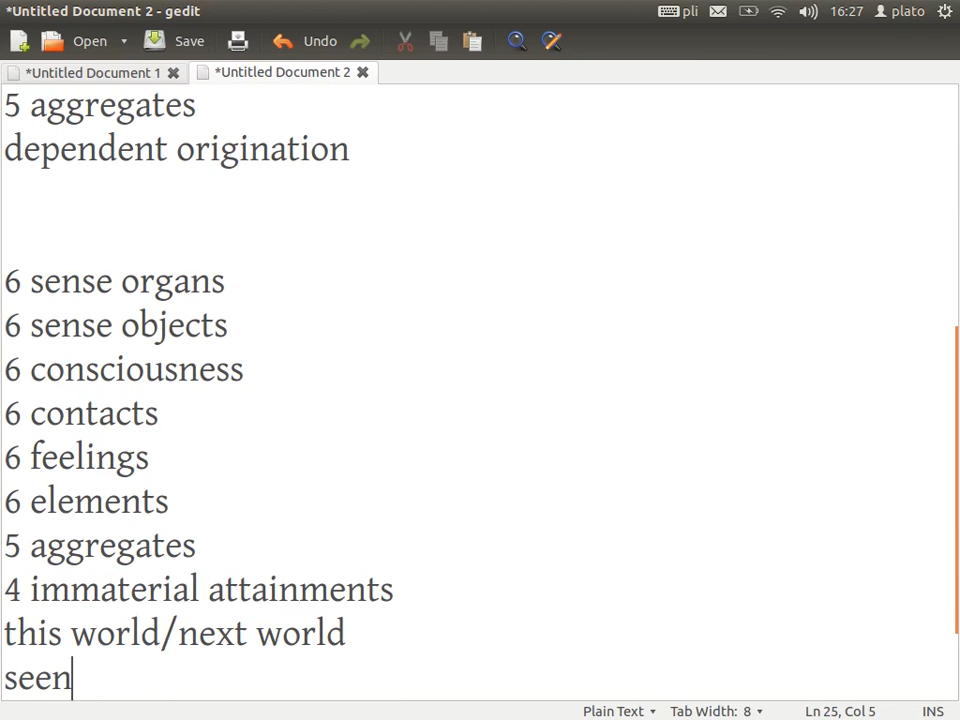 *Untitled Document 2 - gedit
pli
16:27
plato
Open
Save
Undo
*Untitled Document 1
*Untitled Document 2
5 aggregates
dependent origination
6 sense organs
6 sense objects
6 consciousness
6 contacts
6 feelings
6 elements
5 aggregates
4 immaterial attainments
this world/next world
seen
Plain Text
Tab Width: 8
Ln 25, Col 5
INS